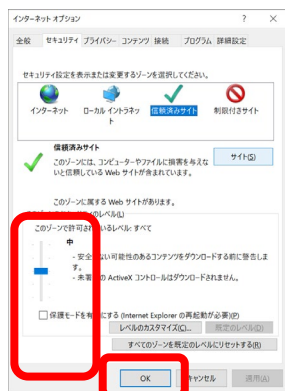 インターネット オプション ? ×
全般 セキュリティ プライバシー コンテンツ 接続 プログラム 詳細設定
セキュリティ設定を表示または変更するゾーンを選択してください。
インターネット ローカル イントラネット 信頼済みサイト 制限付きサイト
信頼済みサイト
このゾーンには、コンピューターやファイルに損害を与えな
いと信頼している Web サイトが含まれています。
サイト(S)
このゾーンに属する Web サイトがあります。
のレベル(L)
このゾーンで許可されているレベル: すべて
中
- 安全でない可能性のあるコンテンツをダウンロードする前に警告しま
す。
- 未署名の ActiveX コントロールはダウンロードされません。
保護モードを有効にする (Internet Explorer の再起動が必要)(P)
レベルのカスタマイズ(C)... 既定のレベル(D)
すべてのゾーンを既定のレベルにリセットする(R)
OK キャンセル 適用(A)